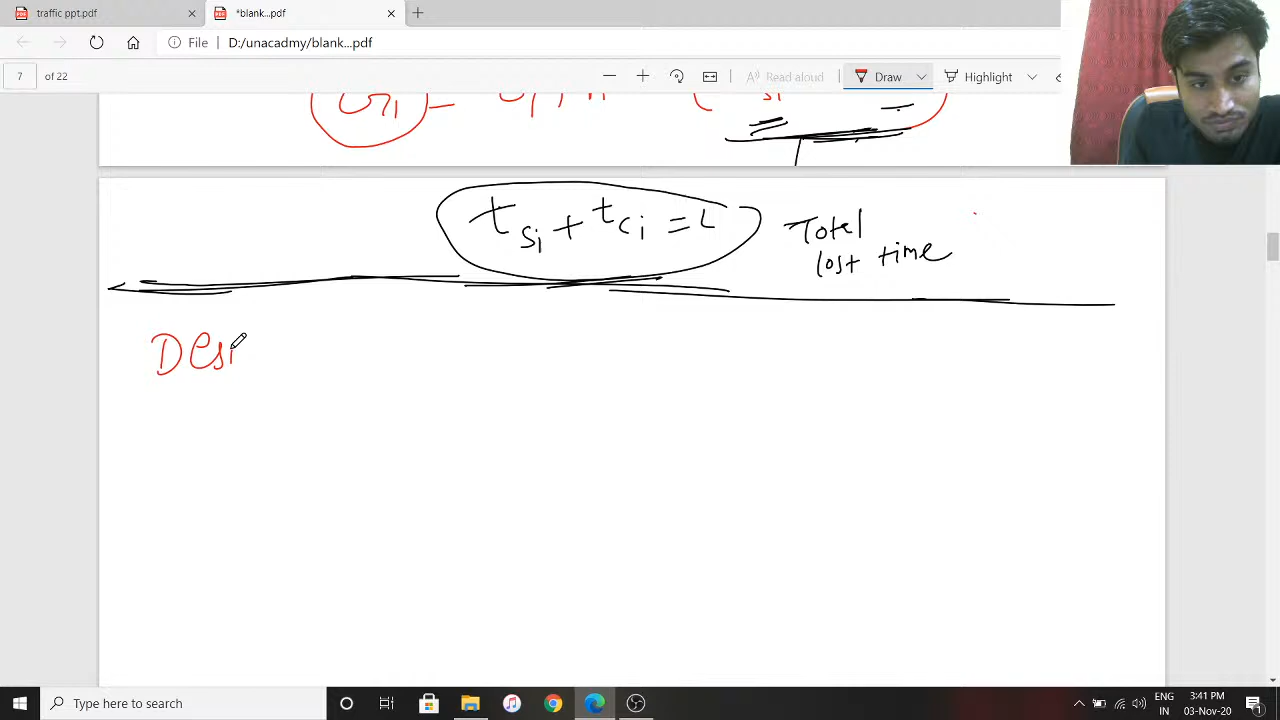 traffic ppt.pdf
*blank...pdf
File D:/unacadmy/blank...pdf
7 of 22
Read aloud
Draw
Highlight
tsi + tci = L
Total
lost time
Desi
Type here to search
ENG
IN
3:41 PM
03-Nov-20